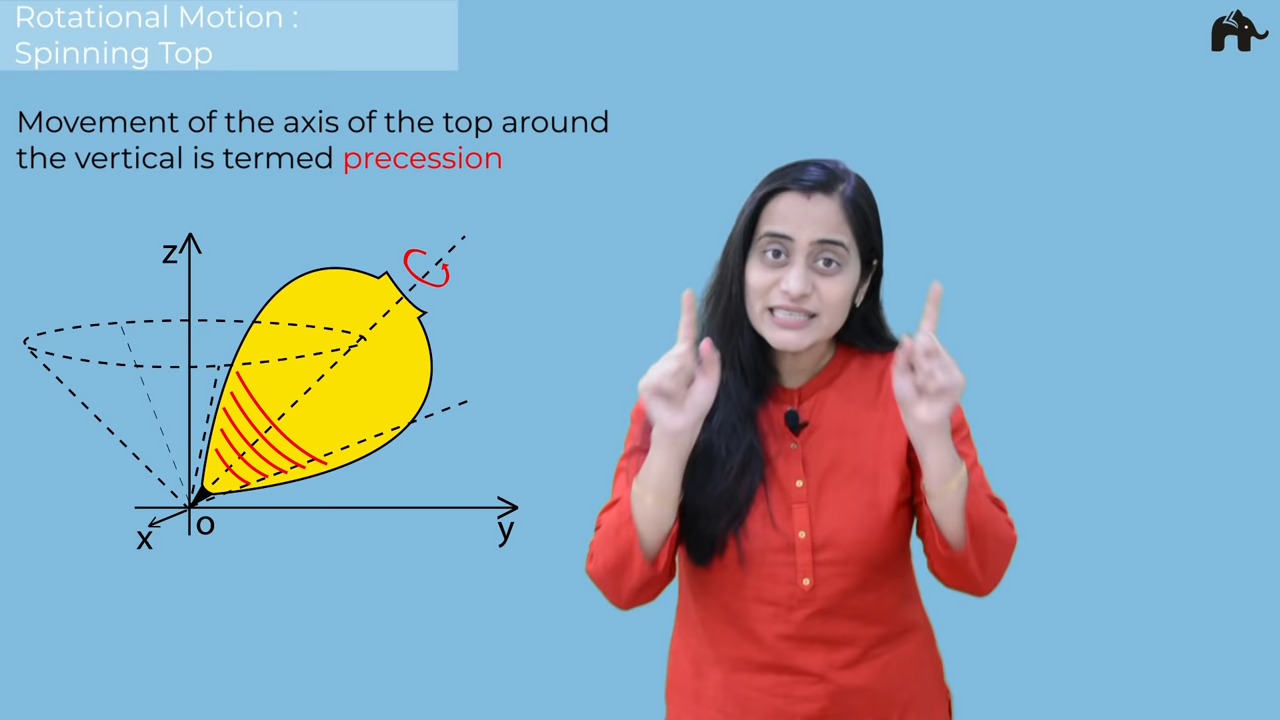 Rotational Motion :
Spinning Top
Movement of the axis of the top around
the vertical is termed precession
z
x
o
y